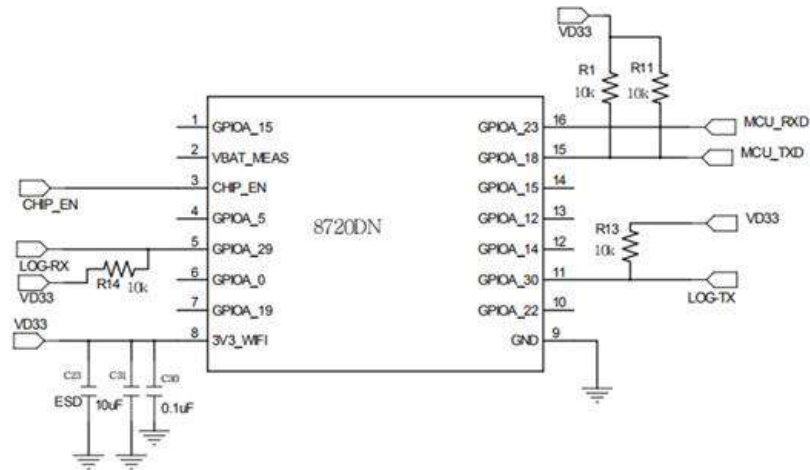 VD33
R1
10k
R11
10k
1
GPIOA_15
GPIOA_23
16
MCU_RXD
2
VBAT_MEAS
GPIOA_18
15
MCU_TXD
3
CHIP_EN
CHIP_EN
GPIOA_15
14
4
GPIOA_5
8720DN
GPIOA_12
13
5
GPIOA_29
LOG-RX
GPIOA_14
12
R13
10k
VD33
R14
10k
VD33
6
GPIOA_0
GPIOA_30
11
LOG-TX
7
GPIOA_19
GPIOA_22
10
VD33
8
3V3_WIFI
GND
9
C23
ESD
C31
10uF
C30
0.1uF